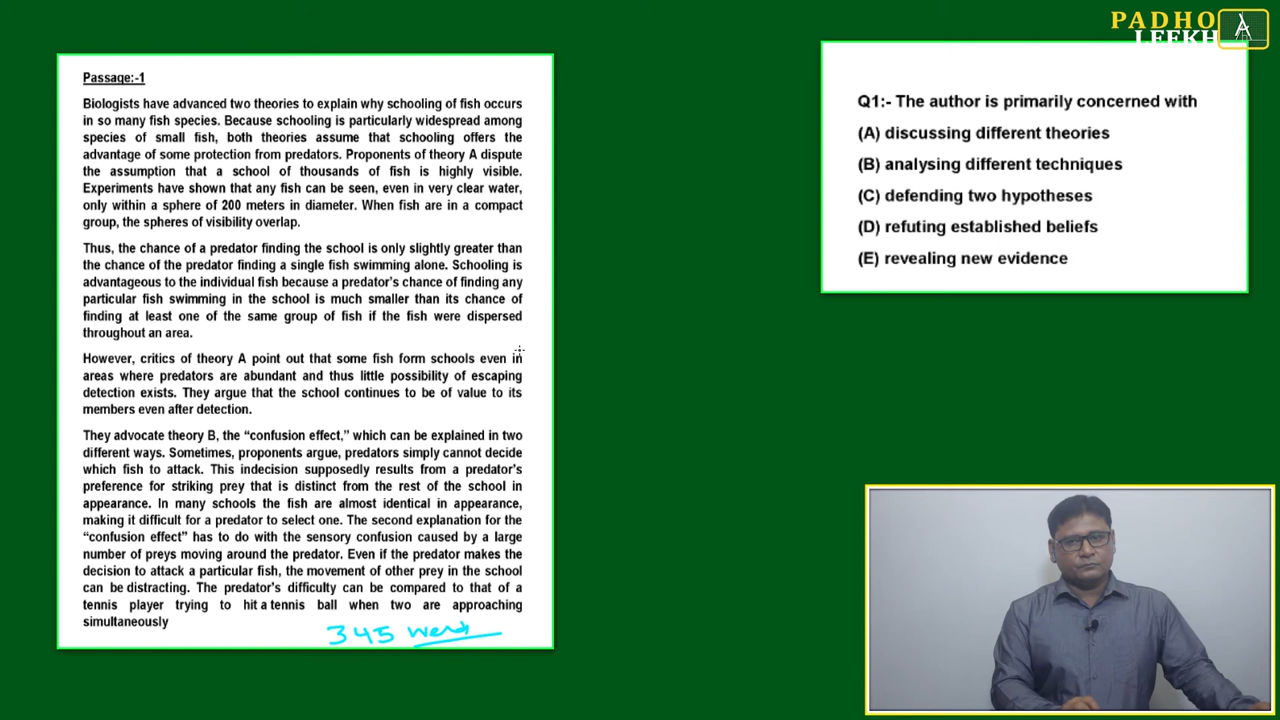 PADHO
LEEKH
Passage:-1
Biologists have advanced two theories to explain why schooling of fish occurs
in so many fish species. Because schooling is particularly widespread among
species of small fish, both theories assume that schooling offers the
advantage of some protection from predators. Proponents of theory A dispute
the assumption that a school of thousands of fish is highly visible.
Experiments have shown that any fish can be seen, even in very clear water,
only within a sphere of 200 meters in diameter. When fish are in a compact
group, the spheres of visibility overlap.
Thus, the chance of a predator finding the school is only slightly greater than
the chance of the predator finding a single fish swimming alone. Schooling is
advantageous to the individual fish because a predator's chance of finding any
particular fish swimming in the school is much smaller than its chance of
finding at least one of the same group of fish if the fish were dispersed
throughout an area.
However, critics of theory A point out that some fish form schools even in
areas where predators are abundant and thus little possibility of escaping
detection exists. They argue that the school continues to be of value to its
members even after detection.
They advocate theory B, the “confusion effect,” which can be explained in two
different ways. Sometimes, proponents argue, predators simply cannot decide
which fish to attack. This indecision supposedly results from a predator's
preference for striking prey that is distinct from the rest of the school in
appearance. In many schools the fish are almost identical in appearance,
making it difficult for a predator to select one. The second explanation for the
“confusion effect” has to do with the sensory confusion caused by a large
number of preys moving around the predator. Even if the predator makes the
decision to attack a particular fish, the movement of other prey in the school
can be distracting. The predator's difficulty can be compared to that of a
tennis player trying to hit a tennis ball when two are approaching
simultaneously
345
Q1:- The author is primarily concerned with
(A) discussing different theories
(B) analysing different techniques
(C) defending two hypotheses
(D) refuting established beliefs
(E) revealing new evidence